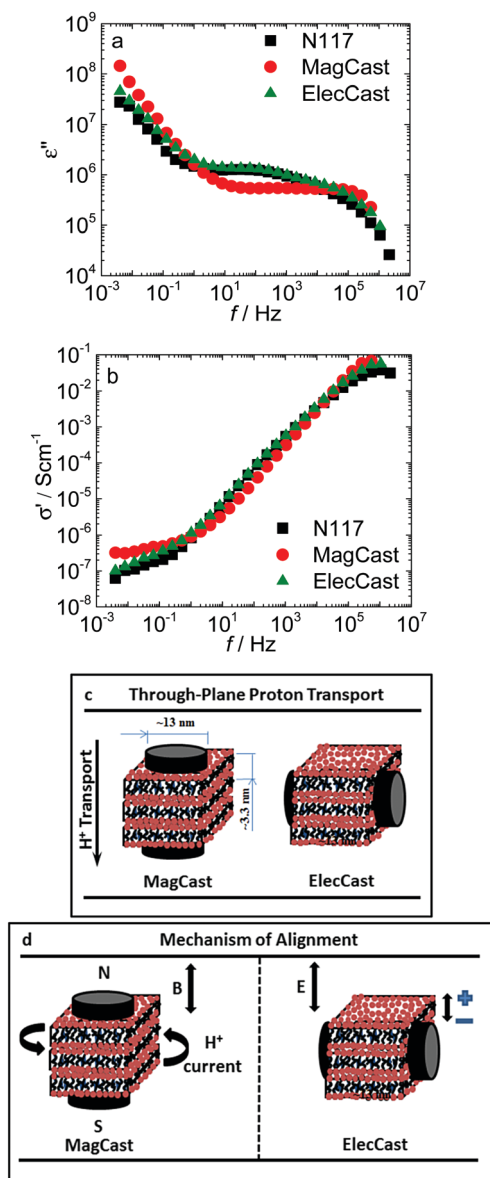 a
N117
MagCast
ElecCast
10⁹
10⁸
10⁷
10⁶
10⁵
10⁴
ε"
10⁻³ 10⁻¹ 10¹ 10³ 10⁵ 10⁷
f / Hz
b
10⁻¹
10⁻²
10⁻³
10⁻⁴
10⁻⁵
10⁻⁶
10⁻⁷
10⁻⁸
σ' / Scm⁻¹
N117
MagCast
ElecCast
10⁻³ 10⁻¹ 10¹ 10³ 10⁵ 10⁷
f / Hz
c Through-Plane Proton Transport
~13 nm
H⁺ Transport
~3.3 nm
MagCast ElecCast
d Mechanism of Alignment
N
B
E
+
−
H⁺
current
S
MagCast ElecCast